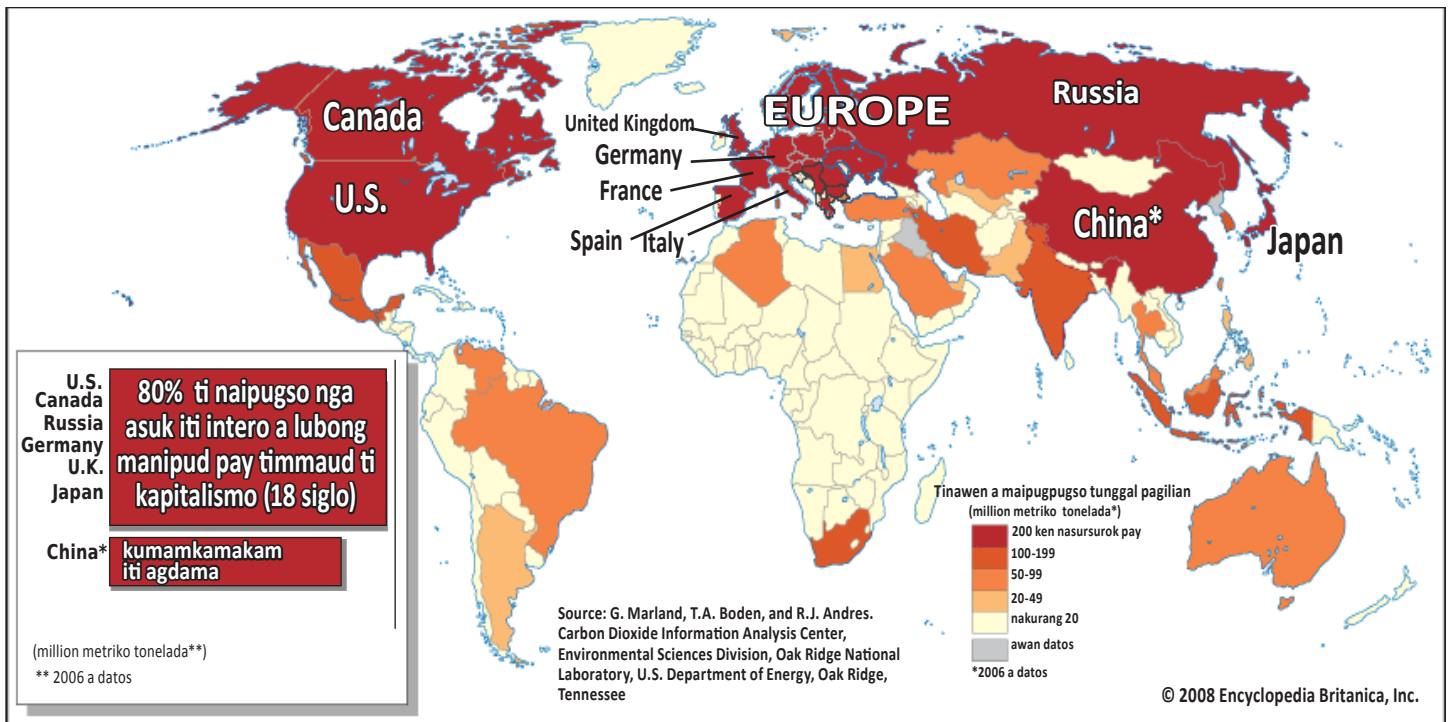 Canada
U.S.
EUROPE
Russia
United Kingdom
Germany
France
Spain
Italy
China*
Japan
U.S.
Canada
Russia
Germany
U.K.
Japan
80% ti naipugso nga
asuk iti intero a lubong
manipud pay timmaud ti
kapitalismo (18 siglo)
China*
kumamkamakam
iti agdama
(million metriko tonelada**)
** 2006 a datos
Source: G. Marland, T.A. Boden, and R.J. Andres.
Carbon Dioxide Information Analysis Center,
Environmental Sciences Division, Oak Ridge National
Laboratory, U.S. Department of Energy, Oak Ridge,
Tennessee
Tinawen a maipugpugso tunggal pagilian
(million metriko tonelada*)
200 ken nasursurok pay
100-199
50-99
20-49
nakurang 20
awan datos
*2006 a datos
© 2008 Encyclopedia Britanica, Inc.